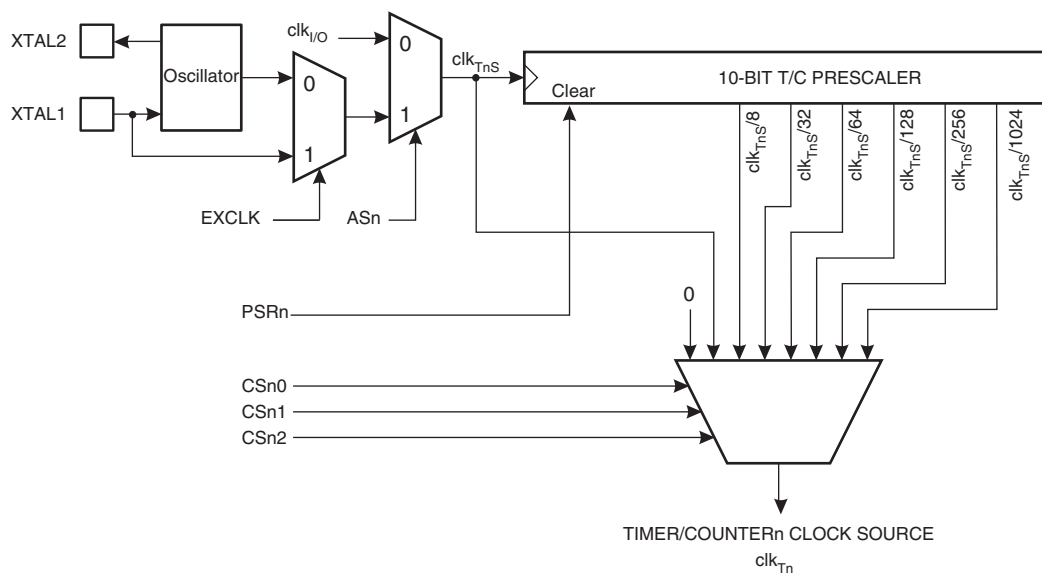 XTAL2
XTAL1
Oscillator
clkI/O
0
1
0
1
clkTnS
10-BIT T/C PRESCALER
Clear
clkTnS/8
clkTnS/32
clkTnS/64
clkTnS/128
clkTnS/256
clkTnS/1024
EXCLK
ASn
PSRn
0
CSn0
CSn1
CSn2
TIMER/COUNTERn CLOCK SOURCE
clkTn